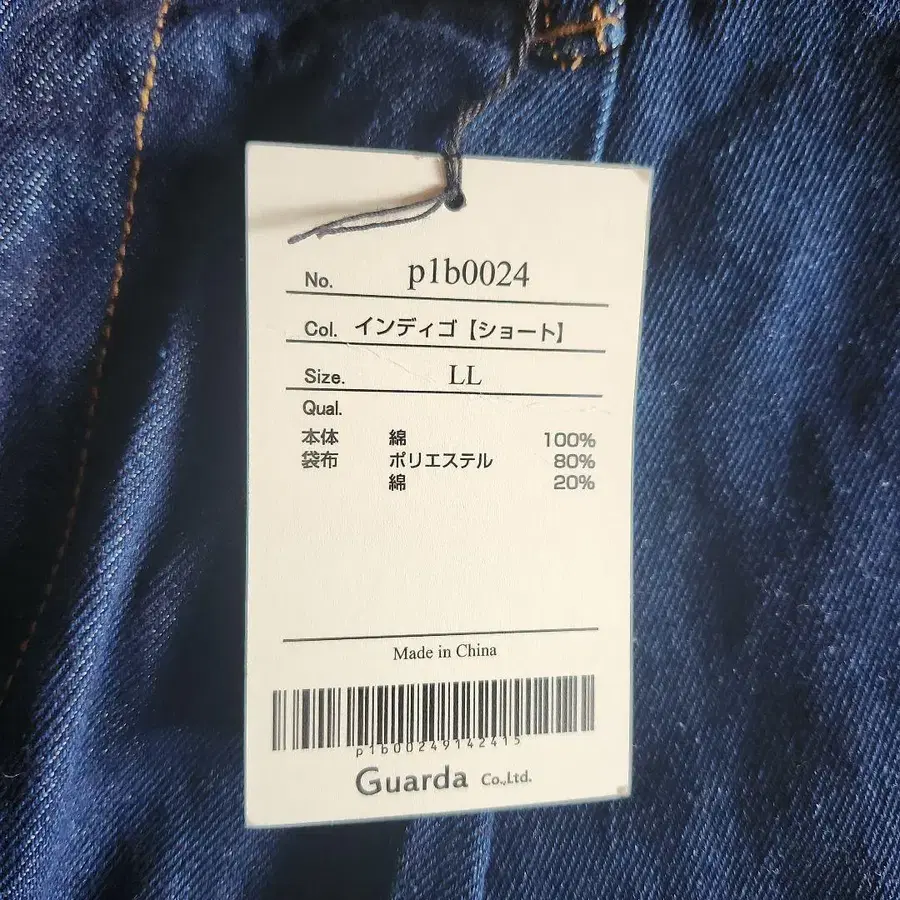 No. p1b0024
Col. インディゴ【ショート】
Size. LL
Qual.
本体 綿 100%
袋布 ポリエステル 80%
綿 20%
Made in China
p1b00249142415
Guarda Co.,Ltd.